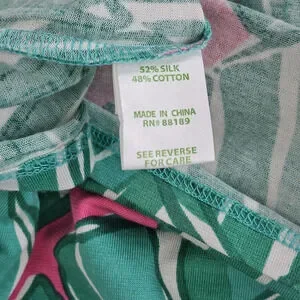 52% SILK
48% COTTON
MADE IN CHINA
RN# 88189
SEE REVERSE
FOR CARE